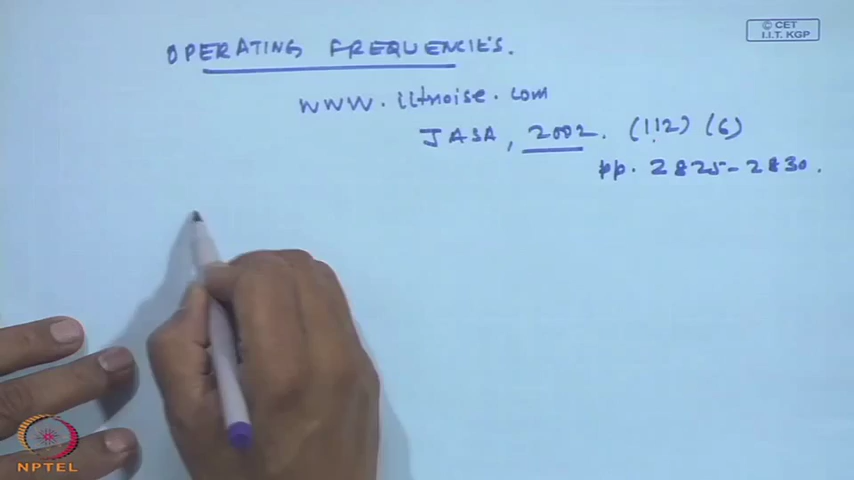 © CET
I.I.T. KGP
OPERATING FREQUENCIES.
www.iitnoise.com
JASA, 2002. (112) (6)
pp. 2825-2830.
NPTEL